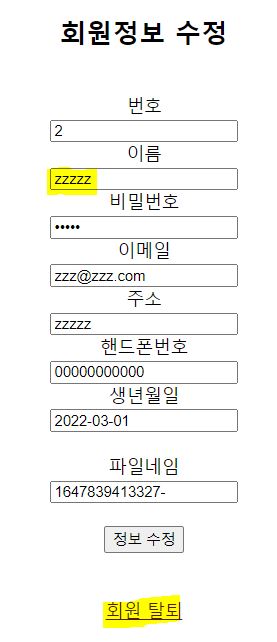 회원정보 수정
번호
2
이름
zzzzz
비밀번호
•••••
이메일
zzz@zzz.com
주소
zzzzz
핸드폰번호
00000000000
생년월일
2022-03-01
파일네임
1647839413327-
정보 수정
회원 탈퇴